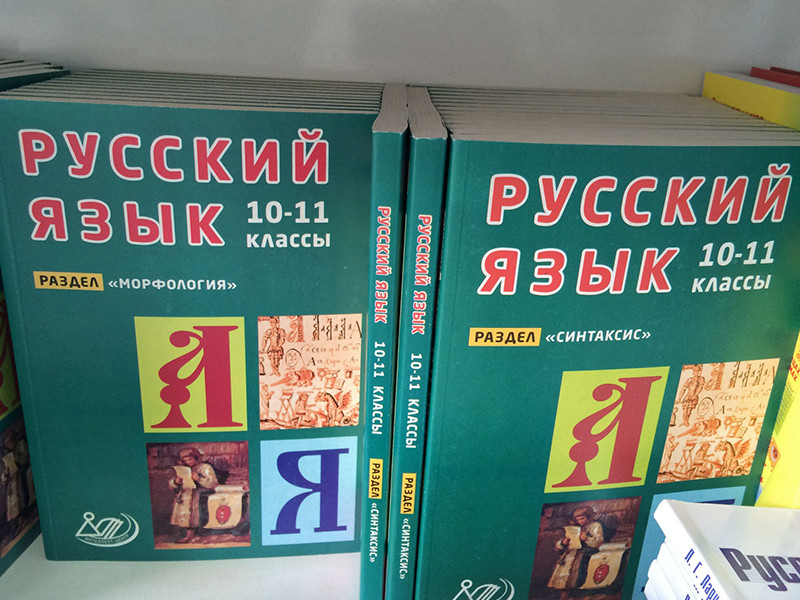 РУССКИЙ
ЯЗЫК
10-11
классы
РАЗДЕЛ «МОРФОЛОГИЯ»
А
Я
РУССКИЙ ЯЗЫК 10-11 КЛАССЫ РАЗДЕЛ «СИНТАКСИС»
РУССКИЙ ЯЗЫК 10-11 КЛАССЫ РАЗДЕЛ «СИНТАКСИС»
РУССКИЙ
ЯЗЫК
10-11
классы
РАЗДЕЛ «СИНТАКСИС»
А